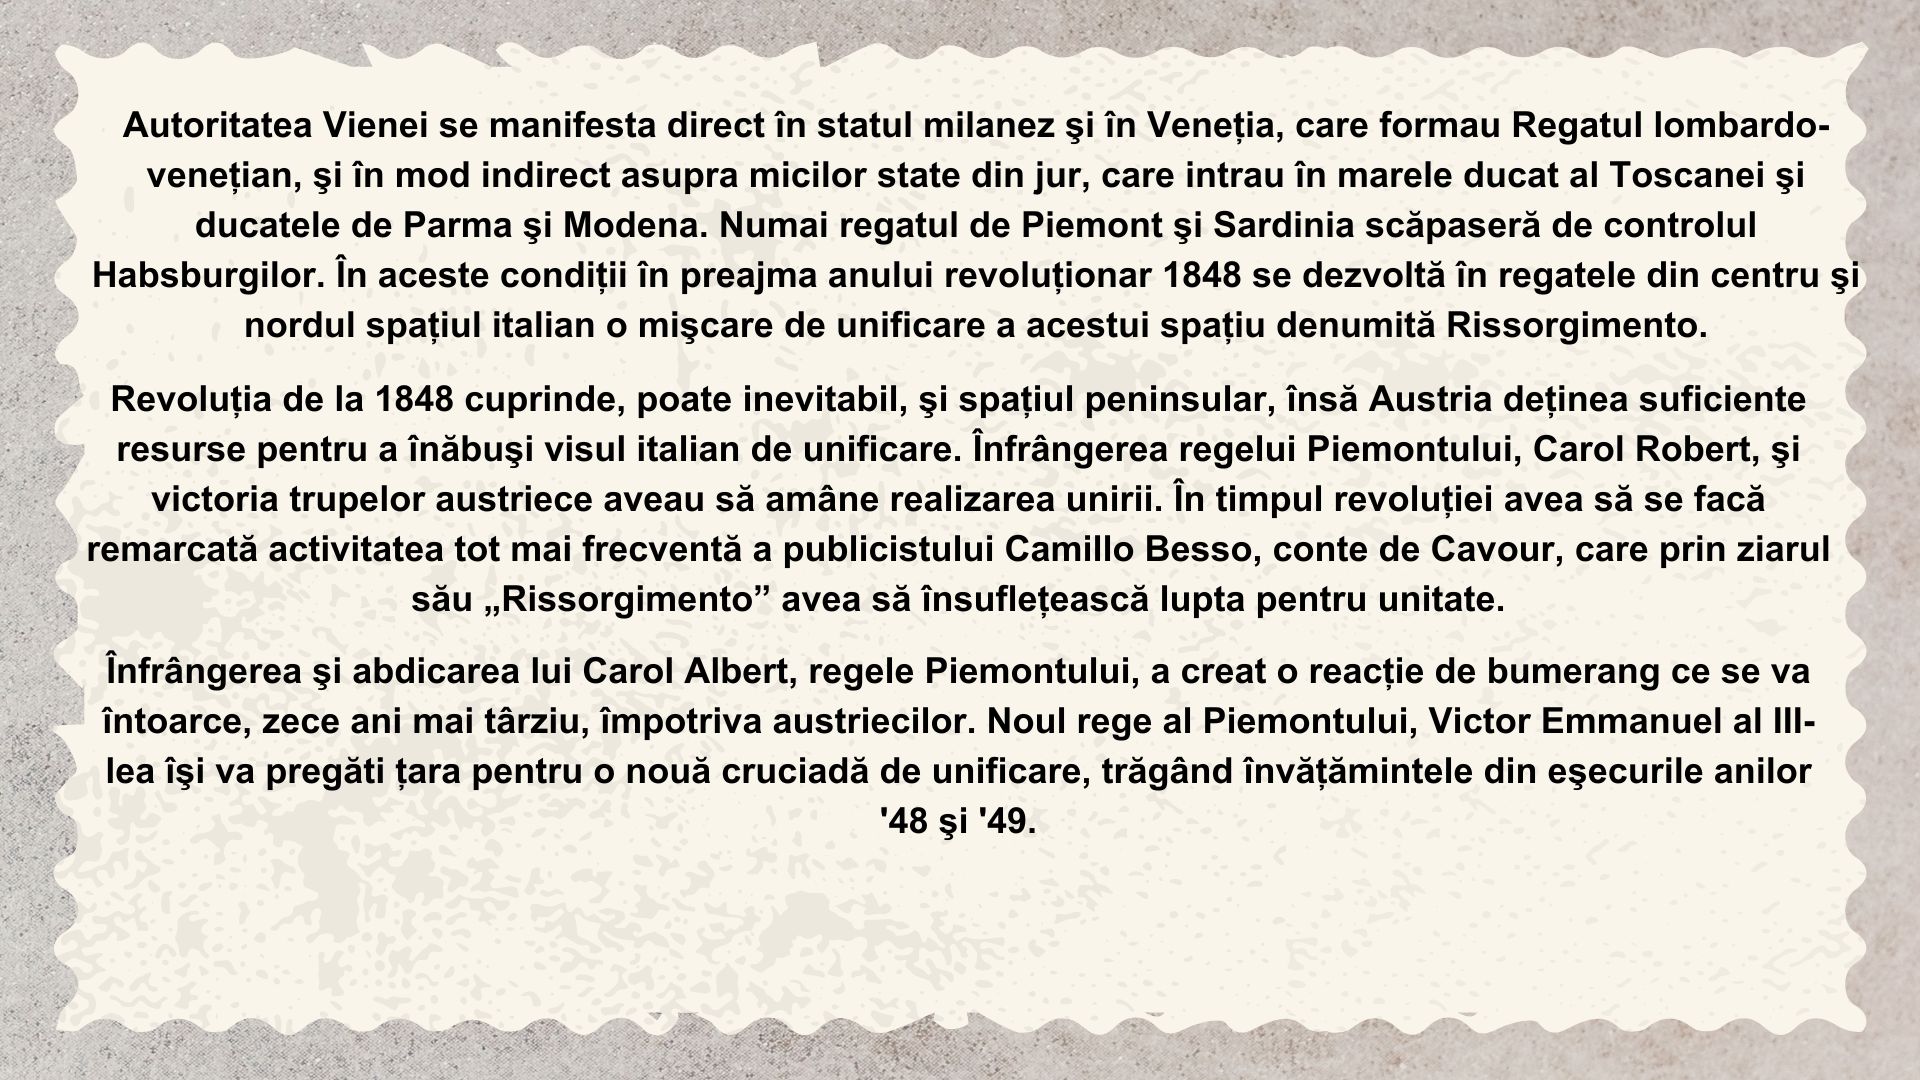 Autoritatea Vienei se manifesta direct în statul milanez şi în Veneția, care formau Regatul lombardo-
venețian, şi în mod indirect asupra micilor state din jur, care intrau în marele ducat al Toscanei şi
ducatele de Parma şi Modena. Numai regatul de Piemont şi Sardinia scăpaseră de controlul
Habsburgilor. În aceste condiții în preajma anului revoluționar 1848 se dezvoltă în regatele din centru şi
nordul spațiul italian o mişcare de unificare a acestui spațiu denumită Rissorgimento.
Revoluția de la 1848 cuprinde, poate inevitabil, şi spațiul peninsular, însă Austria deținea suficiente
resurse pentru a înăbuşi visul italian de unificare. Înfrângerea regelui Piemontului, Carol Robert, şi
victoria trupelor austriece aveau să amâne realizarea unirii. În timpul revoluției avea să se facă
remarcată activitatea tot mai frecventă a publicistului Camillo Besso, conte de Cavour, care prin ziarul
său „Rissorgimento” avea să însuflețească lupta pentru unitate.
Înfrângerea şi abdicarea lui Carol Albert, regele Piemontului, a creat o reacție de bumerang ce se va
întoarce, zece ani mai târziu, împotriva austriecilor. Noul rege al Piemontului, Victor Emmanuel al III-
lea îşi va pregăti țara pentru o nouă cruciadă de unificare, trăgând învățămintele din eşecurile anilor
'48 şi '49.